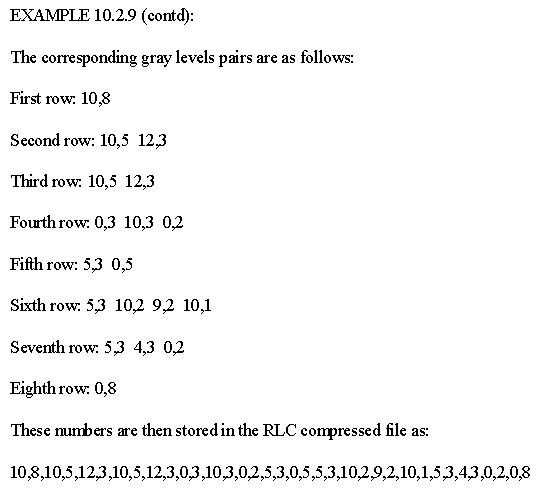 EXAMPLE 10.2.9 (contd):
The corresponding gray levels pairs are as follows:
First row: 10,8
Second row: 10,5 12,3
Third row: 10,5 12,3
Fourth row: 0,3 10,3 0,2
Fifth row: 5,3 0,5
Sixth row: 5,3 10,2 9,2 10,1
Seventh row: 5,3 4,3 0,2
Eighth row: 0,8
These numbers are then stored in the RLC compressed file as:
10,8,10,5,12,3,10,5,12,3,0,3,10,3,0,2,5,3,0,5,5,3,10,2,9,2,10,1,5,3,4,3,0,2,0,8